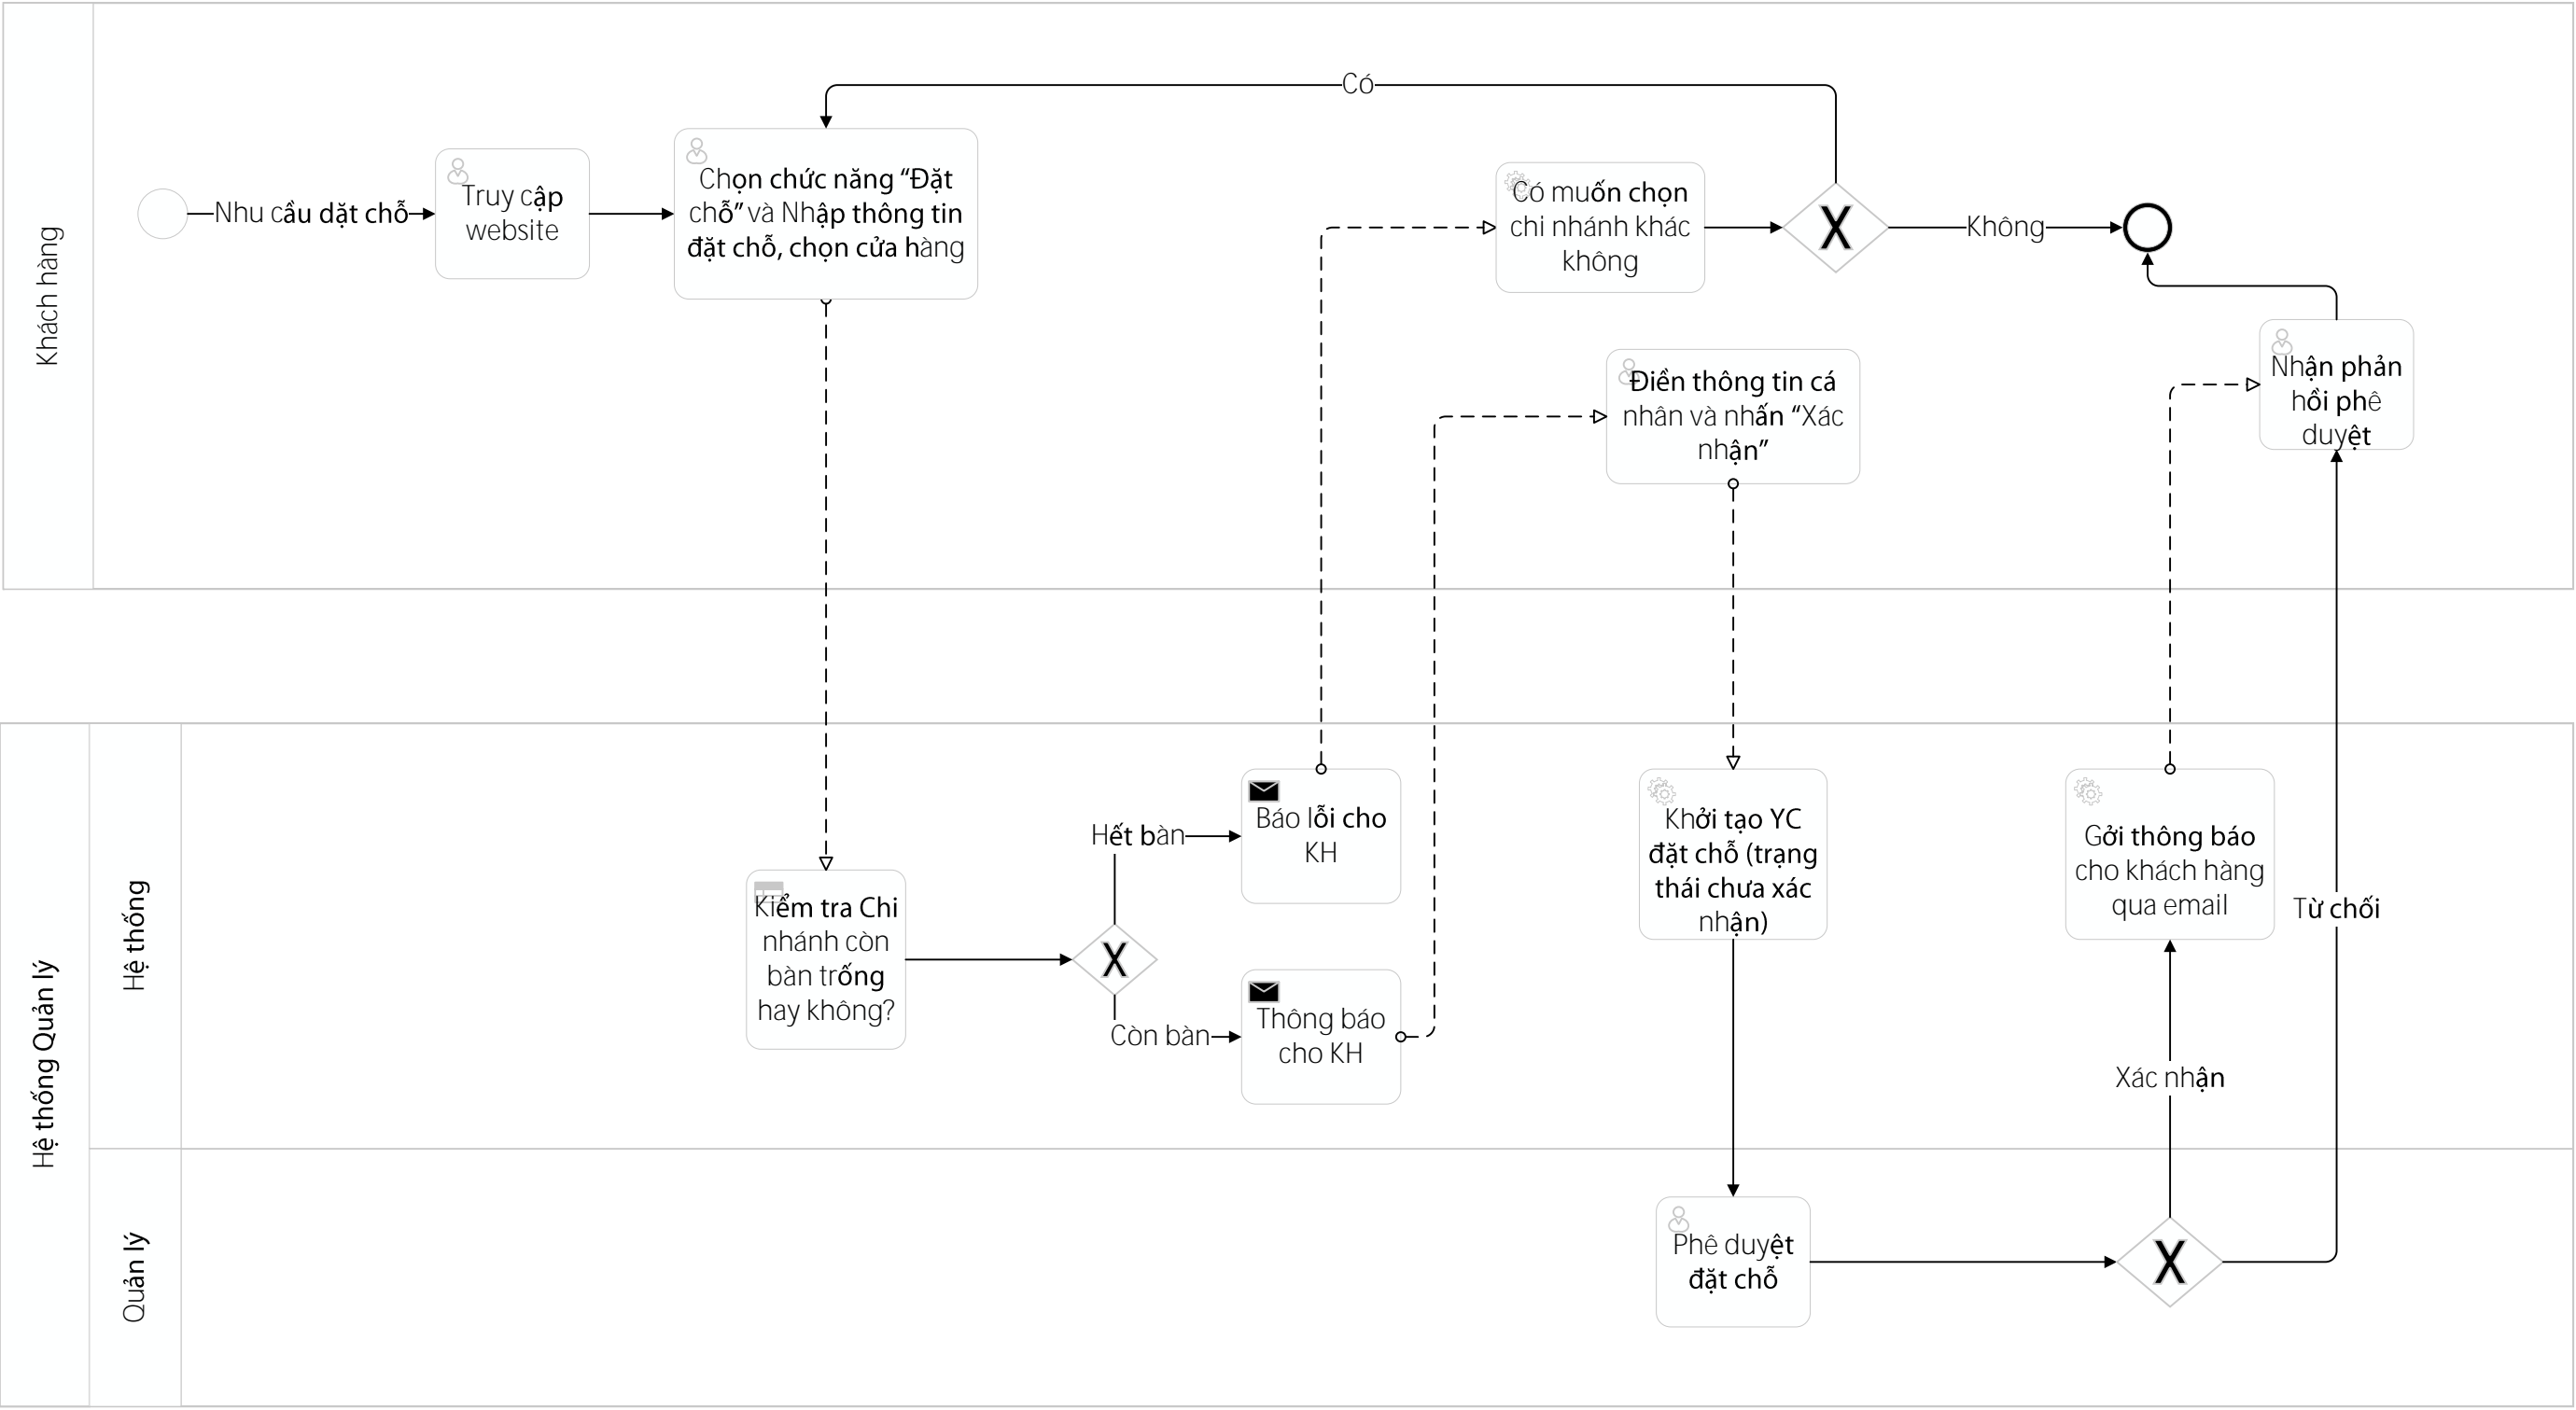 Khách hàng
Có
Nhu cầu dặt chỗ
Truy cập
website
Chọn chức năng “Đặt
chỗ” và Nhập thông tin
đặt chỗ, chọn cửa hàng
Có muốn chọn
chi nhánh khác
không
X
Không
Điền thông tin cá
nhân và nhấn “Xác
nhận”
Nhận phản
hồi phê
duyệt
Hệ thống Quản lý
Hệ thống
Kiểm tra Chi
nhánh còn
bàn trống
hay không?
X
Hết bàn
Báo lỗi cho
KH
Còn bàn
Thông báo
cho KH
Khởi tạo YC
đặt chỗ (trạng
thái chưa xác
nhận)
Gởi thông báo
cho khách hàng
qua email
Từ chối
Xác nhận
Quản lý
Phê duyệt
đặt chỗ
X